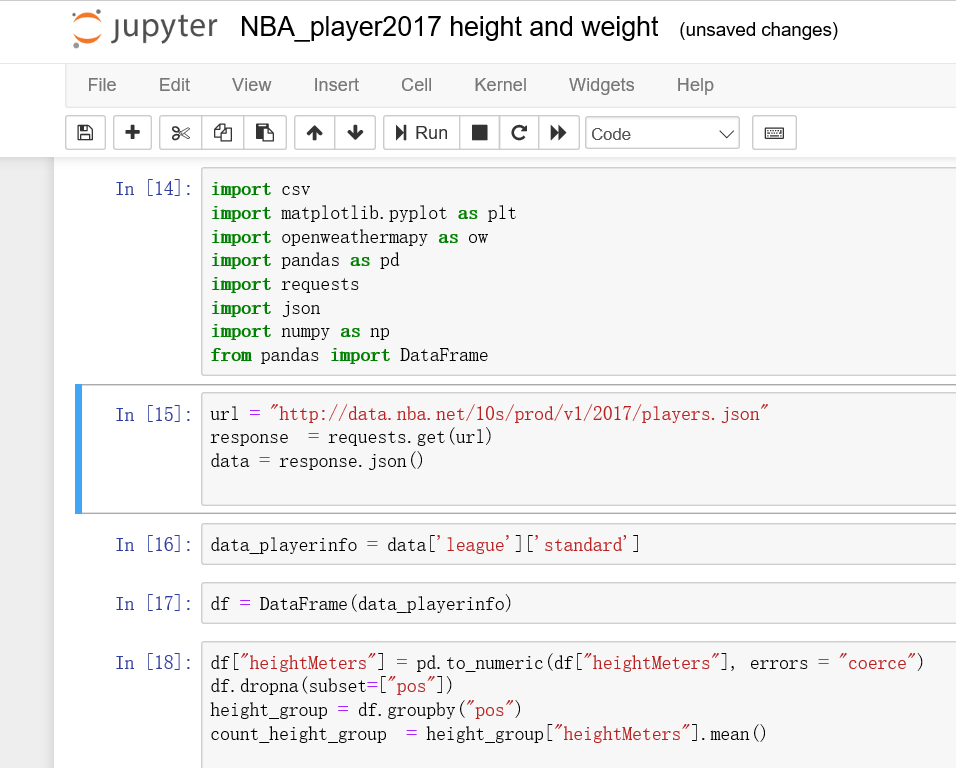 jupyter NBA_player2017 height and weight (unsaved changes)
File Edit View Insert Cell Kernel Widgets Help
Run Code
In [14]: import csv
import matplotlib.pyplot as plt
import openweathermapy as ow
import pandas as pd
import requests
import json
import numpy as np
from pandas import DataFrame
In [15]: url = "http://data.nba.net/10s/prod/v1/2017/players.json"
response  = requests.get(url)
data = response.json()
In [16]: data_playerinfo = data['league']['standard']
In [17]: df = DataFrame(data_playerinfo)
In [18]: df["heightMeters"] = pd.to_numeric(df["heightMeters"], errors = "coerce")
df.dropna(subset=["pos"])
height_group = df.groupby("pos")
count_height_group  = height_group["heightMeters"].mean()